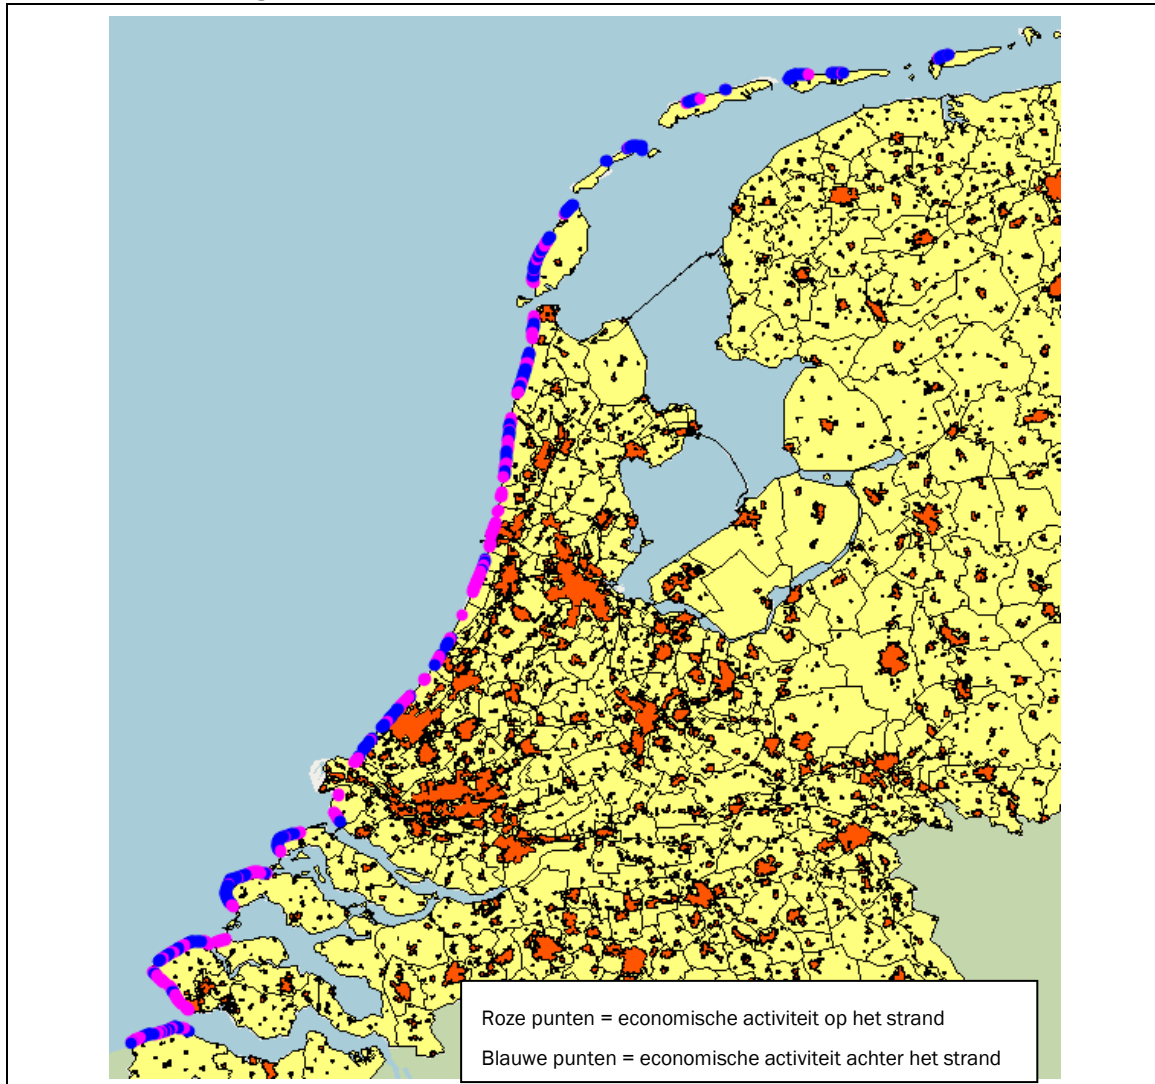 Roze punten = economische activiteit op het strand
Blauwe punten = economische activiteit achter het strand